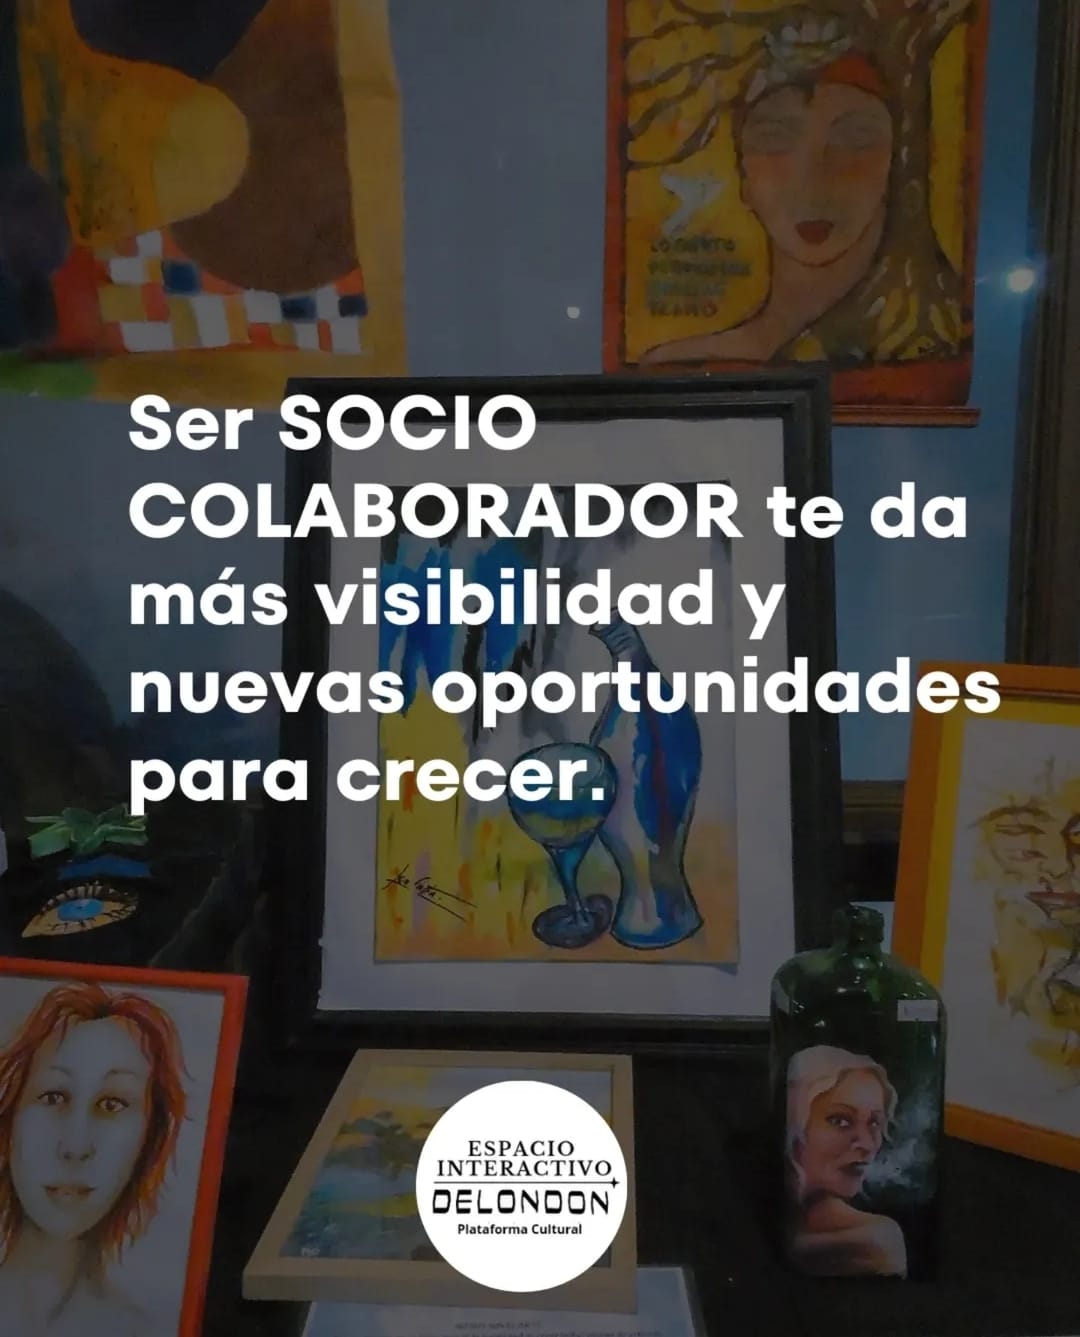 Ser SOCIO
COLABORADOR te da
más visibilidad y
nuevas oportunidades
para crecer.
ESPACIO
INTERACTIVO
DELONDON
Plataforma Cultural